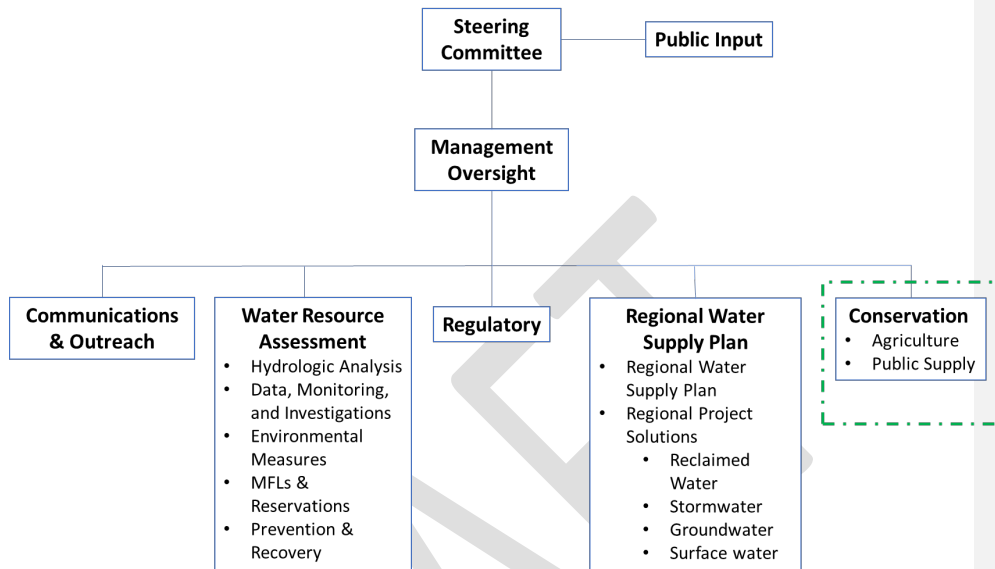 Steering
Committee
Public Input
Management
Oversight
Communications
& Outreach
Water Resource
Assessment
• Hydrologic Analysis
• Data, Monitoring,
and Investigations
• Environmental
Measures
• MFLs &
Reservations
• Prevention &
Recovery
Regulatory
Regional Water
Supply Plan
• Regional Water
Supply Plan
• Regional Project
Solutions
• Reclaimed
Water
• Stormwater
• Groundwater
• Surface water
Conservation
• Agriculture
• Public Supply